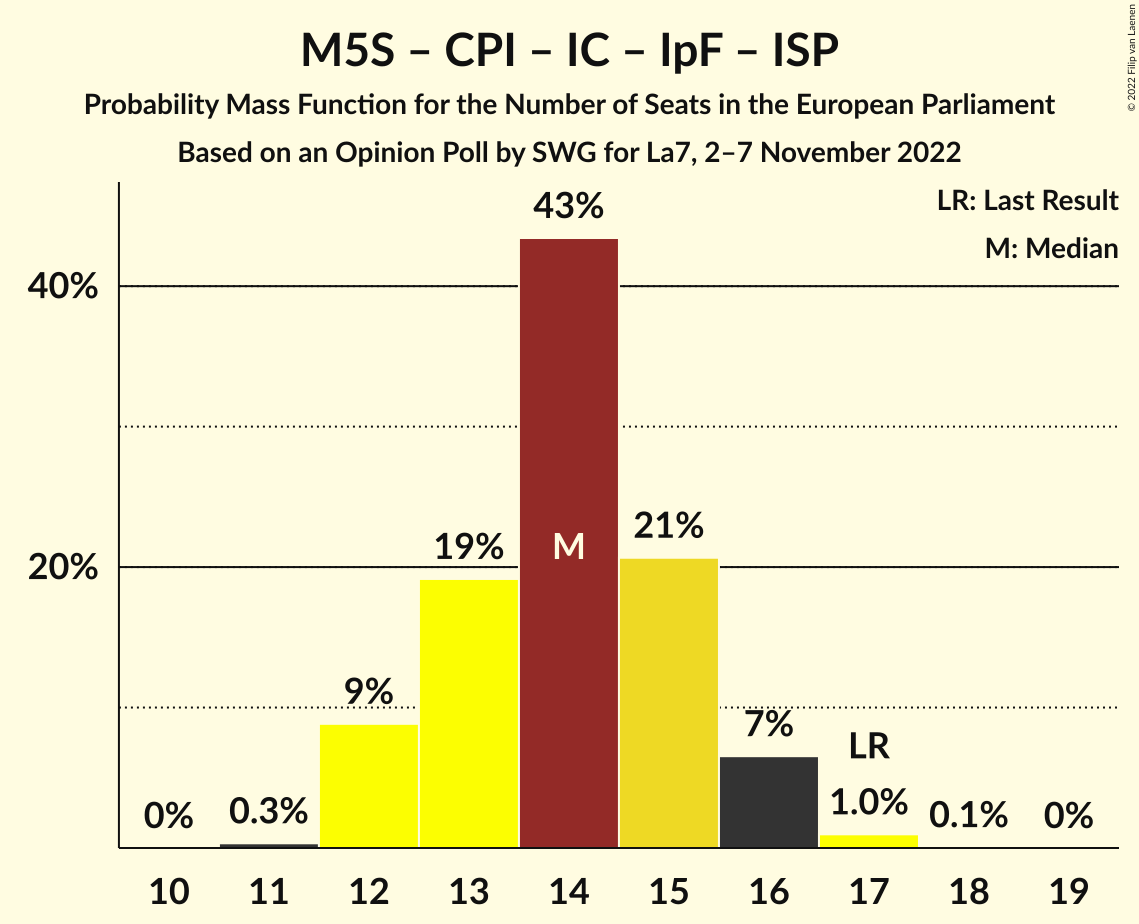 M5S – CPI – IC – IpF – ISP
Probability Mass Function for the Number of Seats in the European Parliament
Based on an Opinion Poll by SWG for La7, 2–7 November 2022
© 2022 Filip van Laenen
LR: Last Result
M: Median
40%
20%
0%
0.3%
9%
19%
43%
M
21%
7%
LR
1.0%
0.1%
0%
10 11 12 13 14 15 16 17 18 19